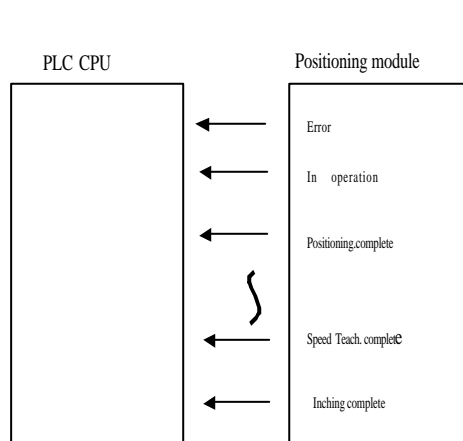 PLC CPU
Positioning module
Error
In operation
Positioning.complete
Speed Teach. complete
Inching complete